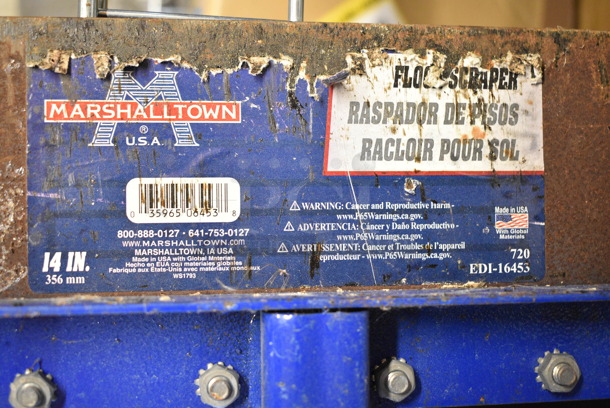 MARSHALLTOWN
®
U.S.A.
FLOOR SCRAPER
RASPADOR DE PISOS
RACLOIR POUR SOL
0 35965 06453 8
800-888-0127 • 641-753-0127
www.MARSHALLTOWN.com
MARSHALLTOWN, IA USA
Made in USA with Global Materials
Hecho en EUA con materiales globales
Fabriqué aux Etats-Unis avec matériaux mondiaux
WS1793
14 IN.
356 mm
⚠ WARNING: Cancer and Reproductive Harm -
www.P65Warnings.ca.gov.
⚠ ADVERTENCIA: Cáncer y Daño Reproductivo -
www.P65Warnings.ca.gov.
⚠ AVERTISSEMENT: Cancer et Troubles de l'appareil
reproducteur - www.P65Warnings.ca.gov.
Made in USA
With Global
Materials
720
EDI-16453